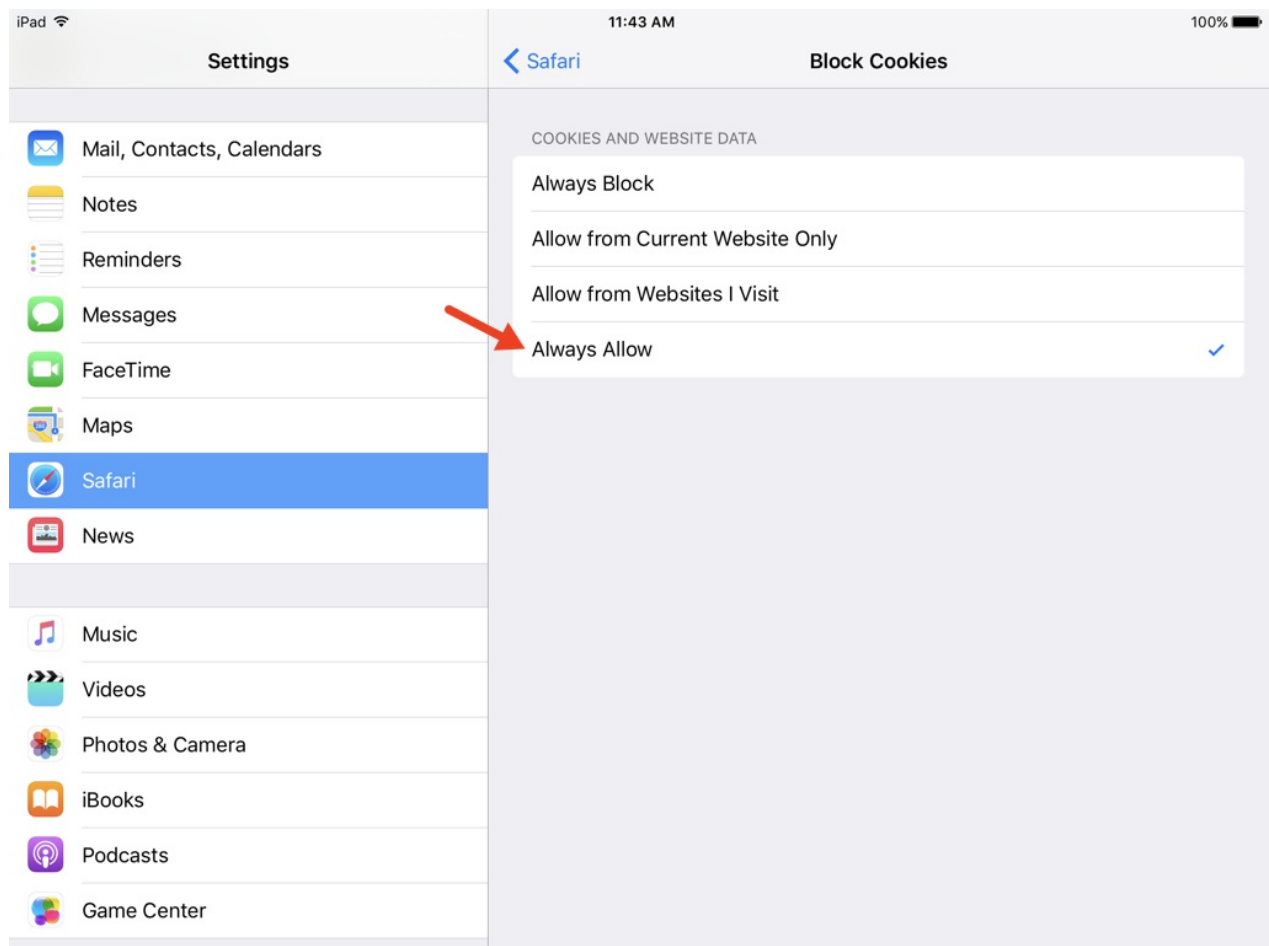 iPad 11:43 AM 100%
Settings
Safari Block Cookies
Mail, Contacts, Calendars
Notes
Reminders
Messages
FaceTime
Maps
Safari
News
Music
Videos
Photos & Camera
iBooks
Podcasts
Game Center
COOKIES AND WEBSITE DATA
Always Block
Allow from Current Website Only
Allow from Websites I Visit
Always Allow